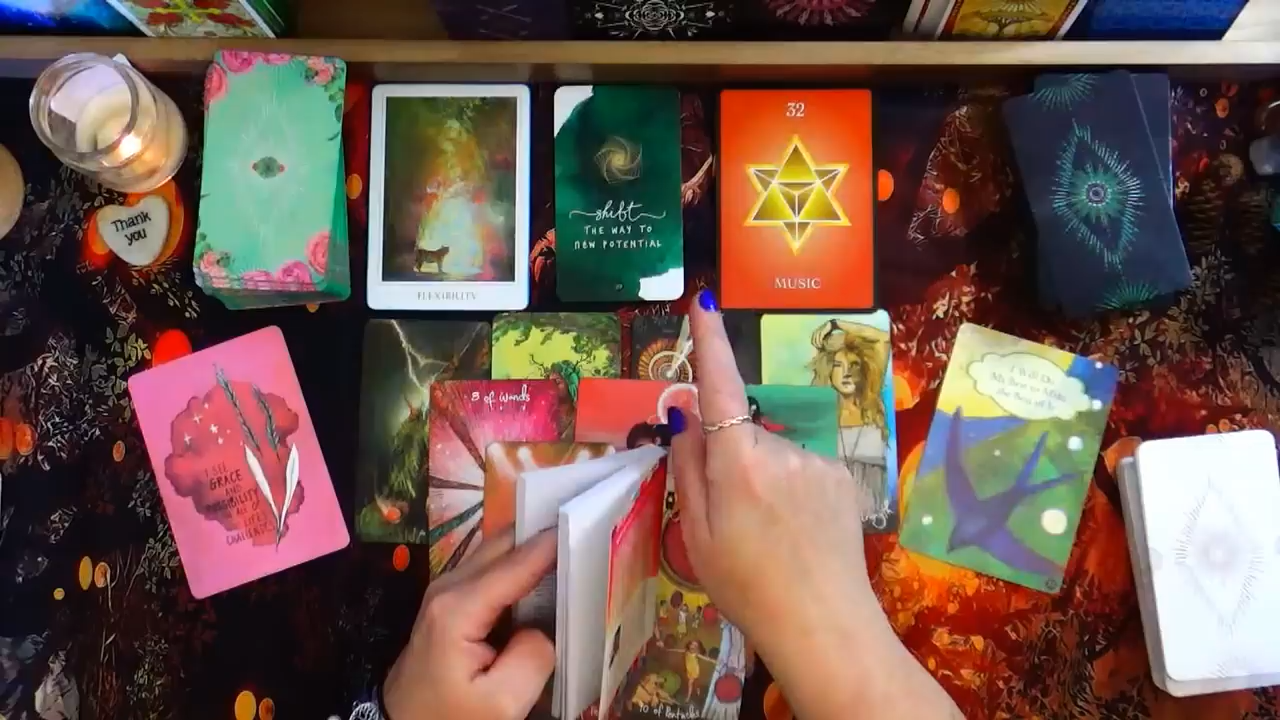 Thank
you
FLEXIBILITY
shift
THE WAY TO
new POTENTIAL
32
MUSIC
I SEE
GRACE
AND
POSSIBILITY
IN ALL
OF
LIFE'S
CHALLENGES
5 of Wands
I Will Do
My Best to Make
the Best of It
10 of Pentacles